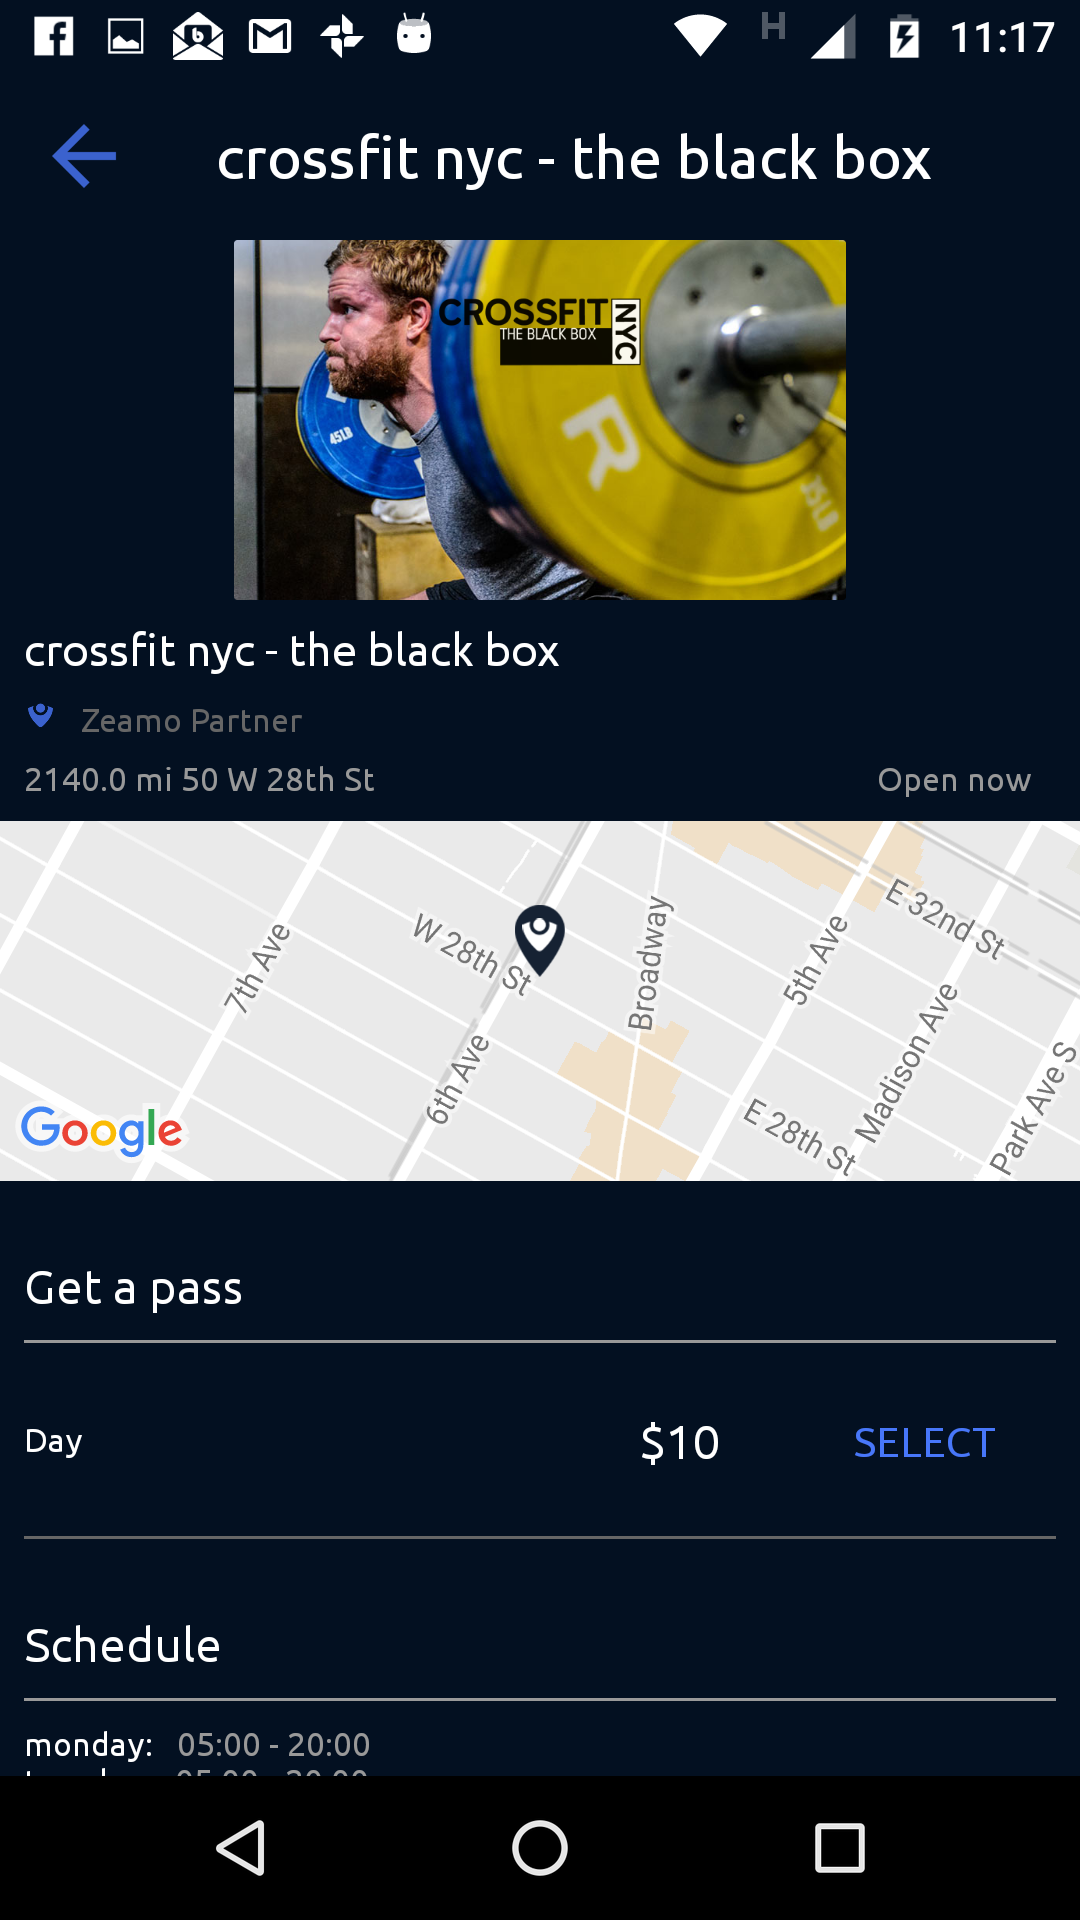 H 11:17
crossfit nyc - the black box
CROSSFIT NYC
THE BLACK BOX
R
45LB
35LB
crossfit nyc - the black box
Zeamo Partner
2140.0 mi 50 W 28th St Open now
7th Ave
W 28th St
6th Ave
Broadway
5th Ave
E 32nd St
Madison Ave
E 28th St
Park Ave S
Google
Get a pass
Day $10 SELECT
Schedule
monday: 05:00 - 20:00